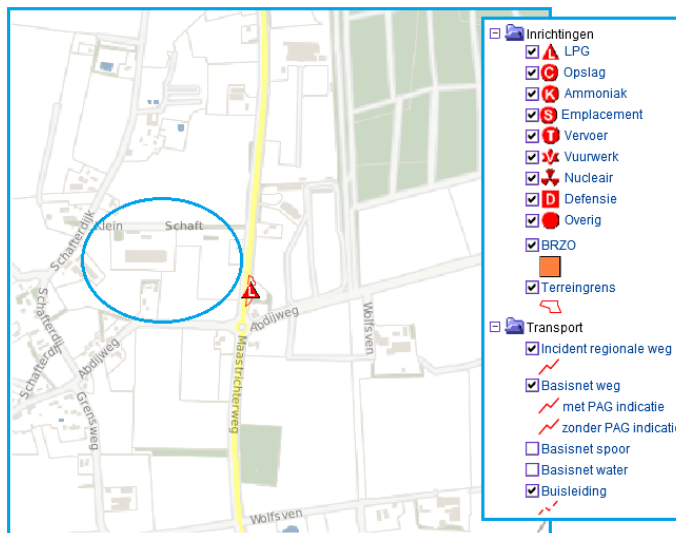 Klein Schaft
Schafterdijk
Schafterdijk
Schafterdijk
Abdijweg
Abdijweg
Grensweg
Maastrichterweg
Wolfsven
Wolfsven
L
Inrichtingen
L LPG
C Opslag
K Ammoniak
S Emplacement
T Vervoer
Vuurwerk
Nucleair
D Defensie
Overig
BRZO
Terreingrens
Transport
Incident regionale weg
Basisnet weg
met PAG indicatie
zonder PAG indicati
Basisnet spoor
Basisnet water
Buisleiding